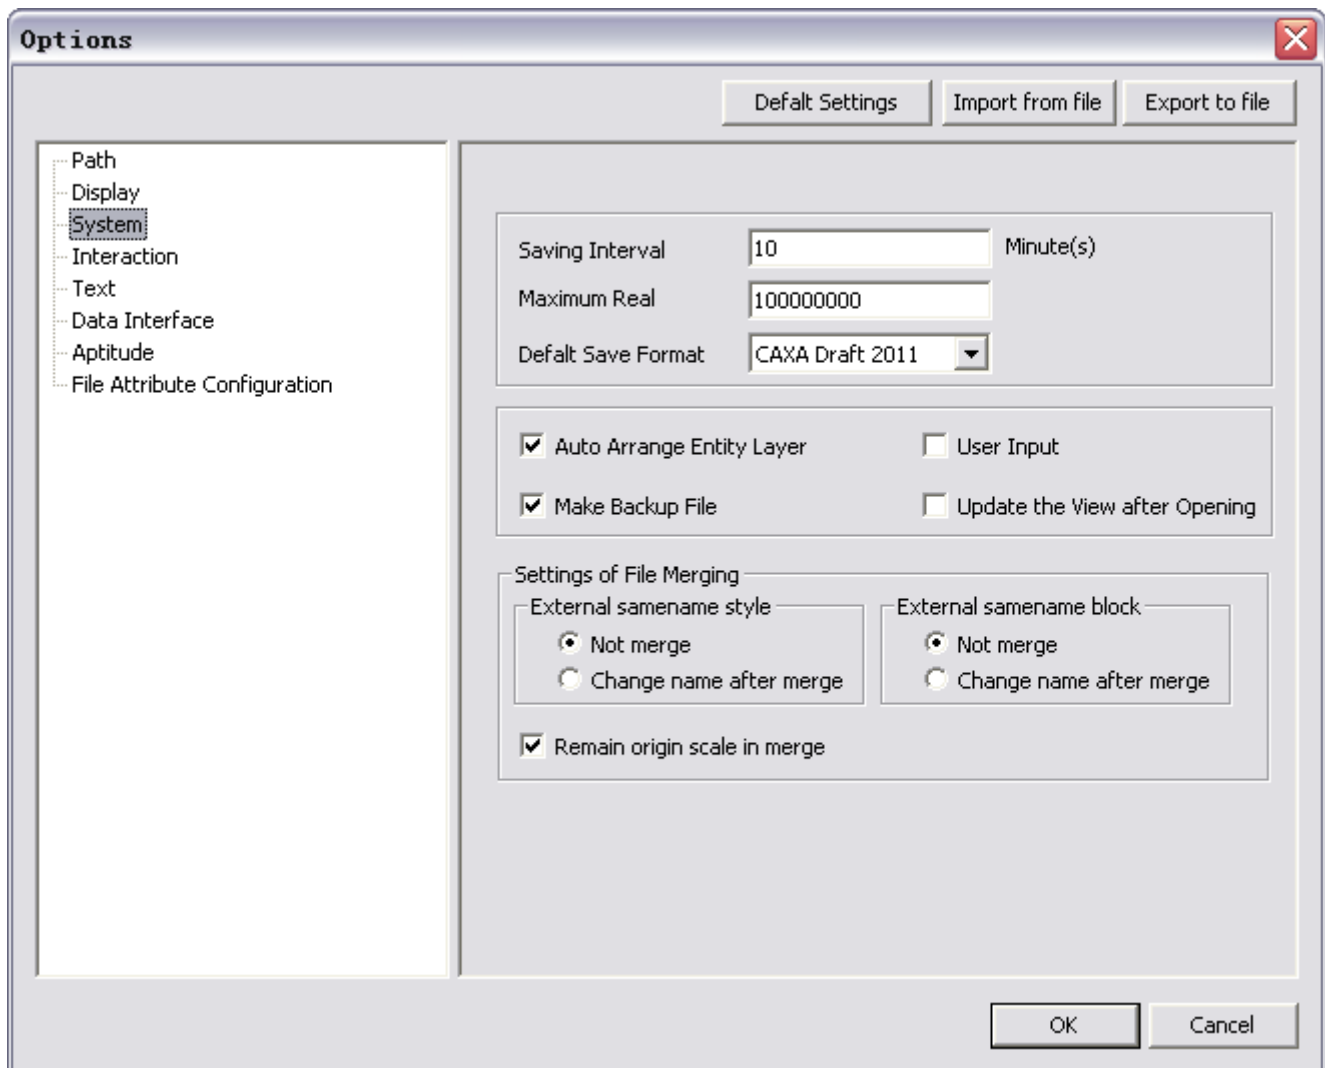 Options
Defalt Settings
Import from file
Export to file
Path
Display
System
Interaction
Text
Data Interface
Aptitude
File Attribute Configuration
Saving Interval
10
Minute(s)
Maximum Real
100000000
Defalt Save Format
CAXA Draft 2011
Auto Arrange Entity Layer
User Input
Make Backup File
Update the View after Opening
Settings of File Merging
External samename style
Not merge
Change name after merge
External samename block
Not merge
Change name after merge
Remain origin scale in merge
OK
Cancel